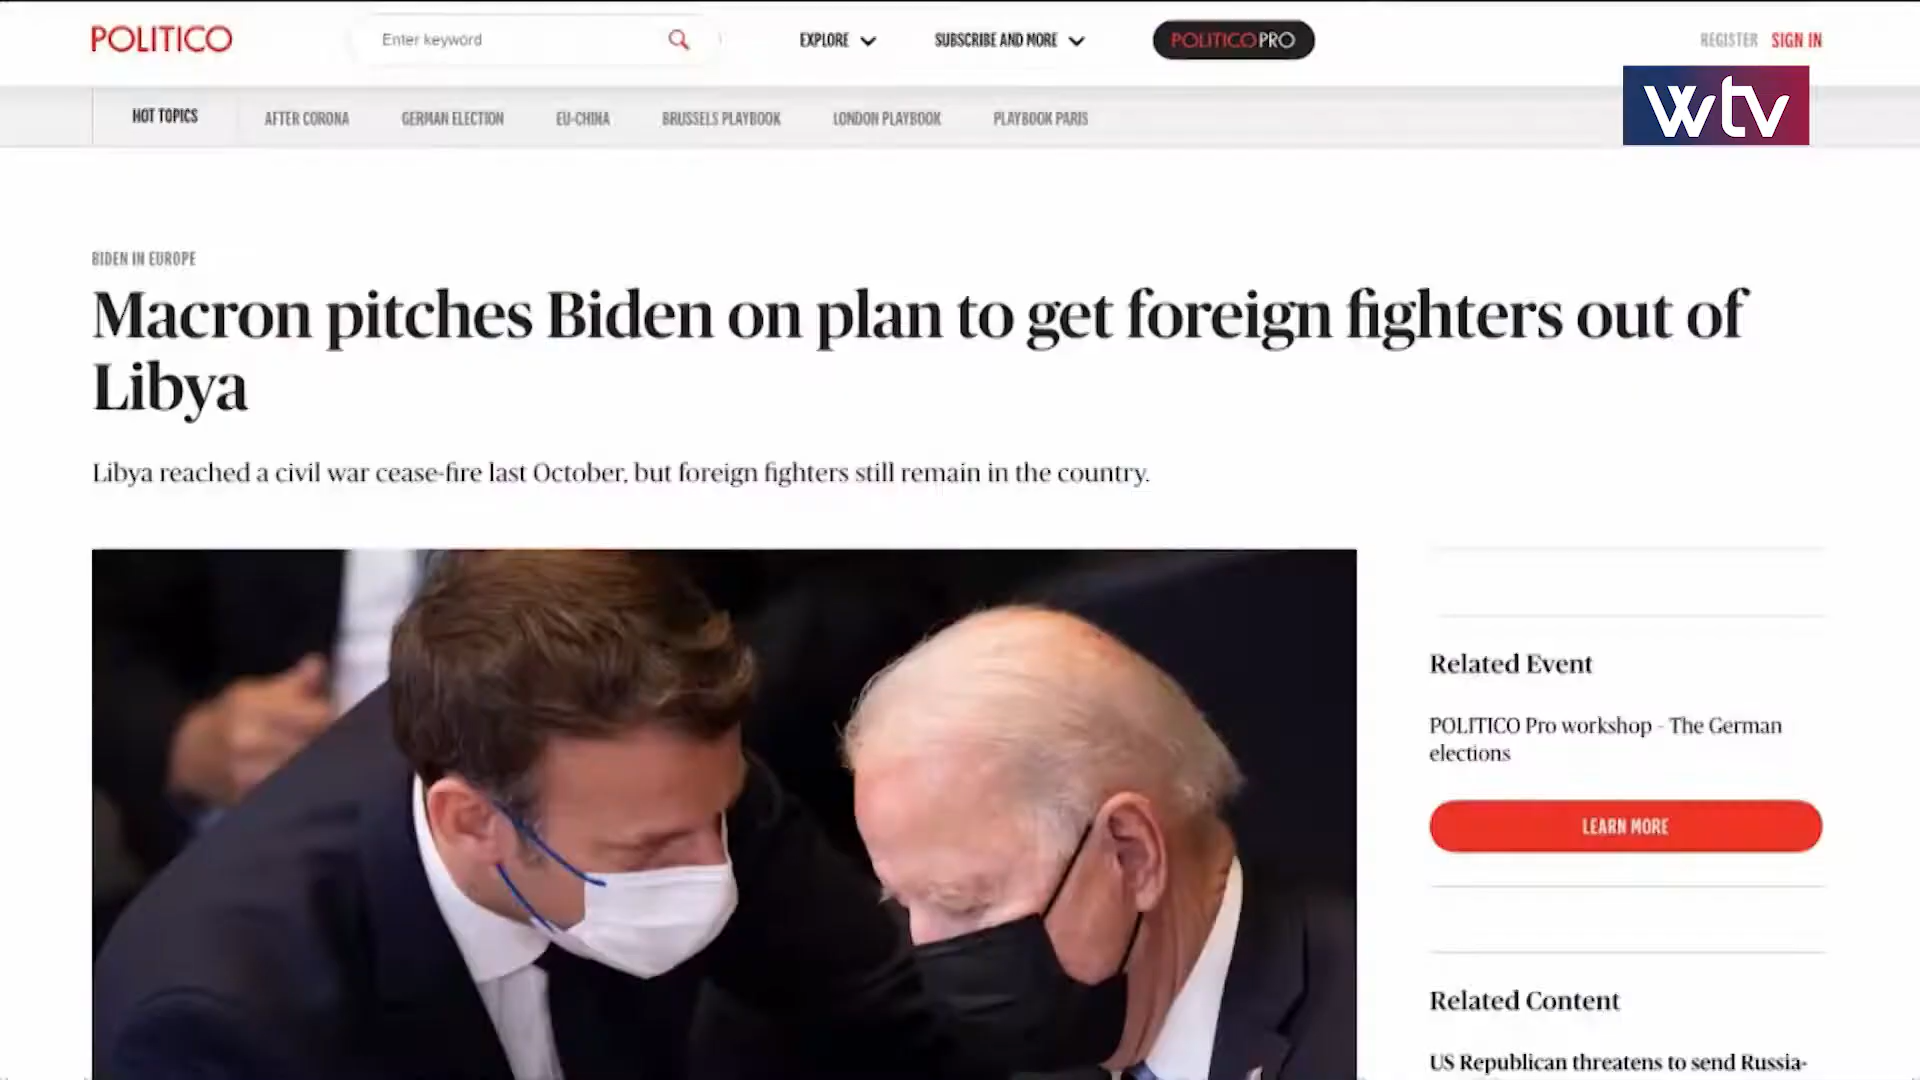 POLITICO
Enter keyword
EXPLORE
SUBSCRIBE AND MORE
POLITICOPRO
REGISTER
SIGN IN
wtv
HOT TOPICS
AFTER CORONA
GERMAN ELECTION
EU-CHINA
BRUSSELS PLAYBOOK
LONDON PLAYBOOK
PLAYBOOK PARIS
BIDEN IN EUROPE
Macron pitches Biden on plan to get foreign fighters out of
Libya
Libya reached a civil war cease-fire last October, but foreign fighters still remain in the country.
Related Event
POLITICO Pro workshop - The German
elections
LEARN MORE
Related Content
US Republican threatens to send Russia-